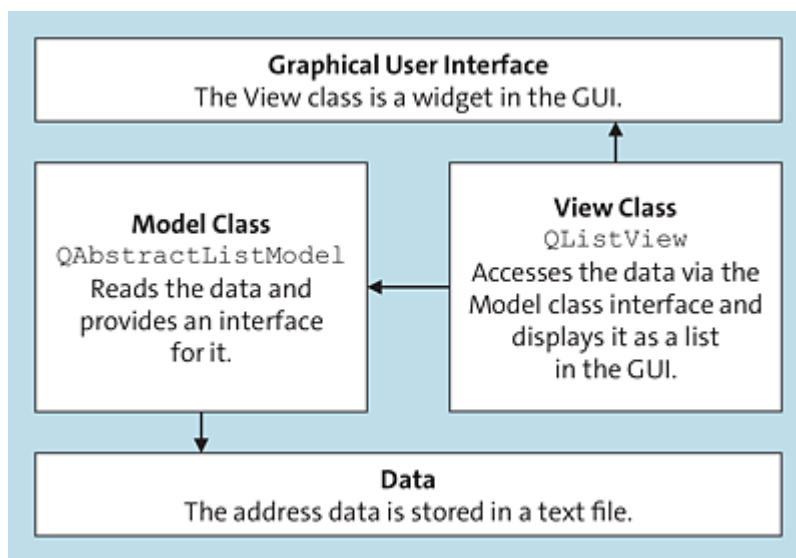 Graphical User Interface
The View class is a widget in the GUI.
Model Class
QAbstractListModel
Reads the data and
provides an interface
for it.
View Class
QListView
Accesses the data via the
Model class interface and
displays it as a list
in the GUI.
Data
The address data is stored in a text file.